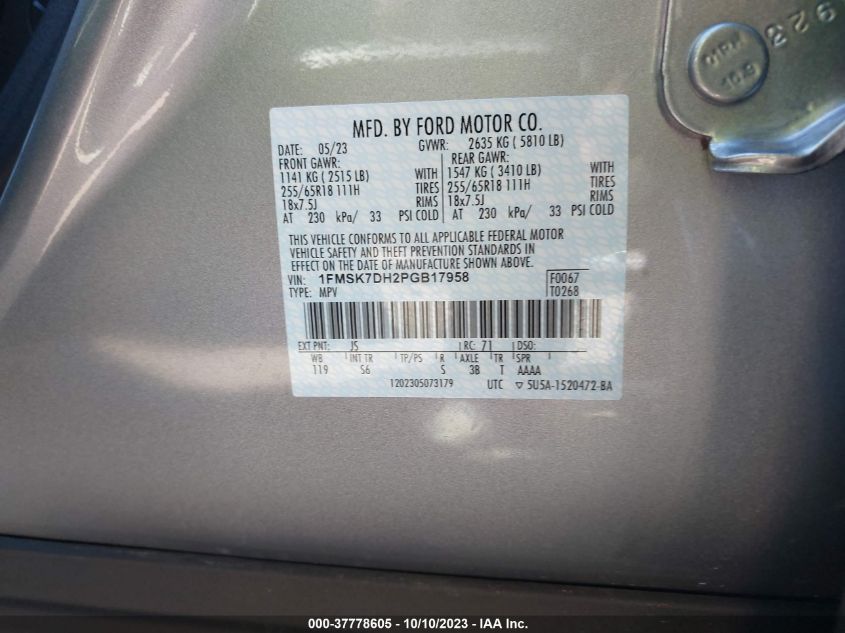 923
MFD. BY FORD MOTOR CO.
DATE: 05/23 GVWR: 2635 KG ( 5810 LB)
FRONT GAWR: REAR GAWR:
1141 KG ( 2515 LB) WITH 1547 KG ( 3410 LB) WITH
255/65R18 111H TIRES 255/65R18 111H TIRES
18x7.5J RIMS 18x7.5J RIMS
AT 230 kPa/ 33 PSI COLD AT 230 kPa/ 33 PSI COLD
THIS VEHICLE CONFORMS TO ALL APPLICABLE FEDERAL MOTOR
VEHICLE SAFETY AND THEFT PREVENTION STANDARDS IN
EFFECT ON THE DATE OF MANUFACTURE SHOWN ABOVE.
VIN: 1FMSK7DH2PGB17958 F0067
TYPE: MPV T0268
EXT PNT: JS RC: 71 DSO:
WB INT TR TP/PS R AXLE TR SPR
119 S6 S 3B T AAAA
1202305073179 UTC ▽ 5U5A-1520472-BA
000-37778605 - 10/10/2023 - IAA Inc.